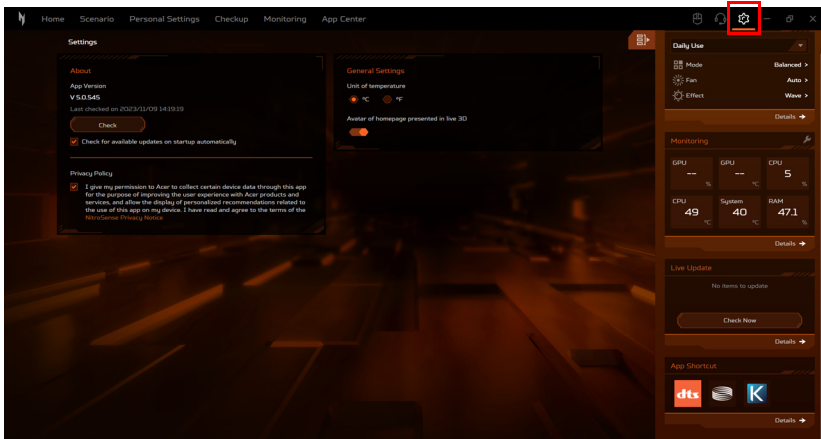 Home Scenario Personal Settings Checkup Monitoring App Center
Settings
About
App Version
V 5.0.545
Last checked on 2023/11/09 14:19:19
Check
Check for available updates on startup automatically
Privacy Policy
I give my permission to Acer to collect certain device data through this app
for the purpose of improving the user experience with Acer products and
services, and allow the display of personalized recommendations related to
the use of this app on my device. I have read and agree to the terms of the
NitroSense Privacy Notice
General Settings
Unit of temperature
°C °F
Avatar of homepage presented in live 3D
Daily Use
Mode Balanced >
Fan Auto >
Effect Wave >
Details →
Monitoring
GPU GPU CPU
-- -- 5
% °C %
CPU System RAM
49 40 47.1
°C °C %
Details →
Live Update
No items to update
Check Now
Details →
App Shortcut
dts K
Details →